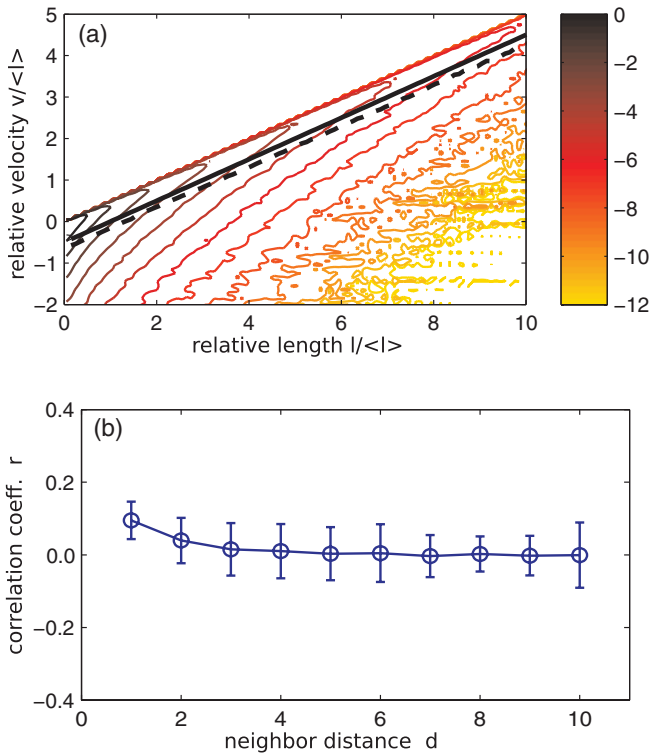 (a)
relative velocity v/<l>
5
4
3
2
1
0
−1
−2
0 2 4 6 8 10
relative length l/<l>
0
−2
−4
−6
−8
−10
−12
(b)
correlation coeff. r
0.4
0.2
0.0
−0.2
−0.4
0 2 4 6 8 10
neighbor distance d